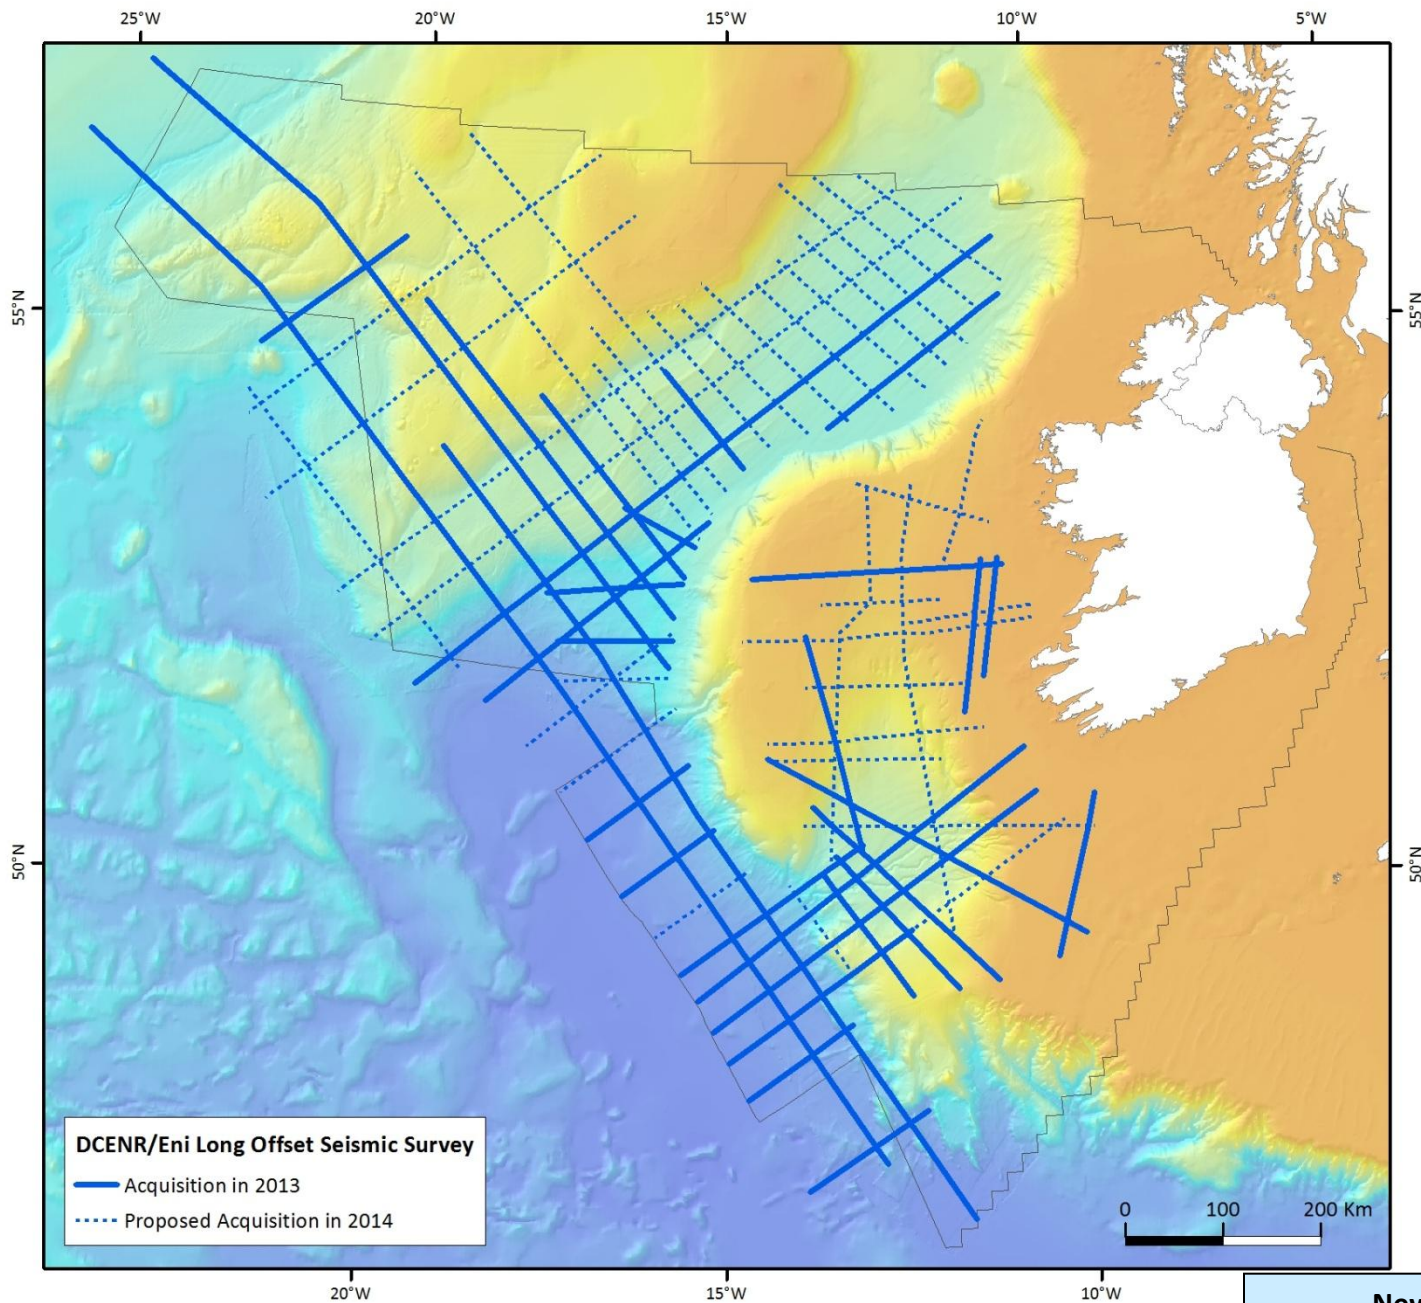 25°W 20°W 15°W 10°W 5°W
55°N 55°N
50°N 50°N
DCENR/Eni Long Offset Seismic Survey
Acquisition in 2013
Proposed Acquisition in 2014
0 100 200 Km
20°W 15°W 10°W